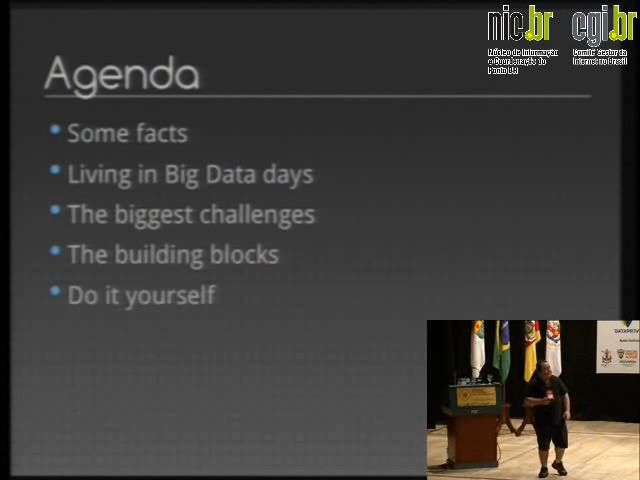 Agenda
nic.br cgi.br
Núcleo de Informação
e Coordenação do
Ponto BR
Comitê Gestor da
Internet no Brasil
Some facts
Living in Big Data days
The biggest challenges
The building blocks
Do it yourself